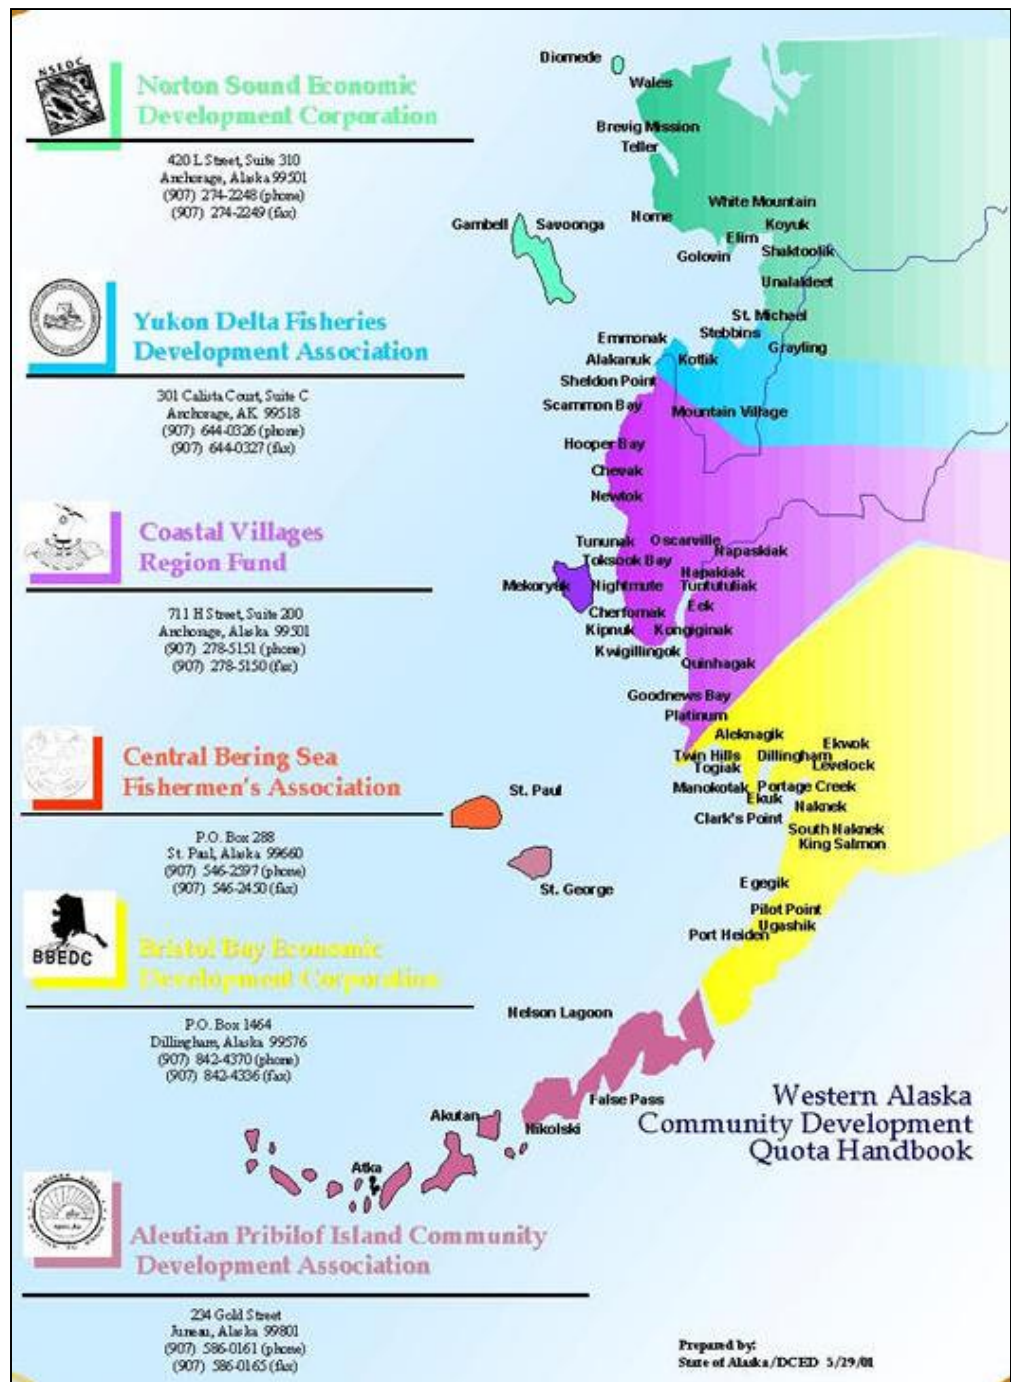 NSEDC
Norton Sound Economic
Development Corporation
420 L Street, Suite 310
Anchorage, Alaska 99501
(907) 274-2248 (phone)
(907) 274-2249 (fax)
Yukon Delta Fisheries
Development Association
301 Calista Court, Suite C
Anchorage, AK 99518
(907) 644-0326 (phone)
(907) 644-0327 (fax)
Coastal Villages
Region Fund
711 H Street, Suite 200
Anchorage, Alaska 99501
(907) 278-5151 (phone)
(907) 278-5150 (fax)
Central Bering Sea
Fishermen's Association
P.O. Box 288
St. Paul, Alaska 99660
(907) 546-2597 (phone)
(907) 546-2450 (fax)
BBEDC
Bristol Bay Economic
Development Corporation
P.O. Box 1464
Dillingham, Alaska 99576
(907) 842-4370 (phone)
(907) 842-4336 (fax)
Aleutian Pribilof Island Community
Development Association
234 Gold Street
Juneau, Alaska 99801
(907) 586-0161 (phone)
(907) 586-0165 (fax)
Diomede
Wales
Brevig Mission
Teller
White Mountain
Nome
Koyuk
Gambell
Savoonga
Elim
Golovin
Shaktoolik
Unalakleet
St. Michael
Stebbins
Emmonak
Grayling
Alakanuk
Kotlik
Sheldon Point
Scammon Bay
Mountain Village
Hooper Bay
Chevak
Newtok
Tununak
Oscarville
Napaskiak
Toksook Bay
Napakiak
Mekoryuk
Nightmute
Tuntutuliak
Eek
Cherfornak
Kipnuk
Kongiginak
Kwigillingok
Quinhagak
Goodnews Bay
Platinum
Aleknagik
Ekwok
Twin Hills
Dillingham
Levelock
Togiak
Manokotak
Portage Creek
Ekuk
Naknek
Clark's Point
South Naknek
King Salmon
St. Paul
St. George
Egegik
Pilot Point
Ugashik
Port Heiden
Nelson Lagoon
False Pass
Akutan
Nikolski
Atka
Western Alaska
Community Development
Quota Handbook
Prepared by:
State of Alaska/DCED 5/29/01